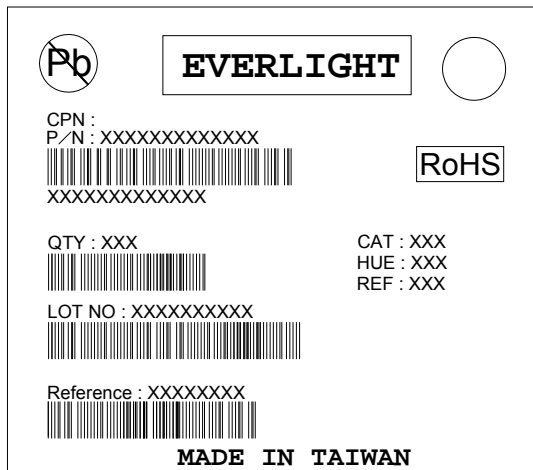 Pb
EVERLIGHT
CPN :
P/N : XXXXXXXXXXXXX
RoHS
XXXXXXXXXXXXX
QTY : XXX
CAT : XXX
HUE : XXX
REF : XXX
LOT NO : XXXXXXXXXX
Reference : XXXXXXXX
MADE IN TAIWAN